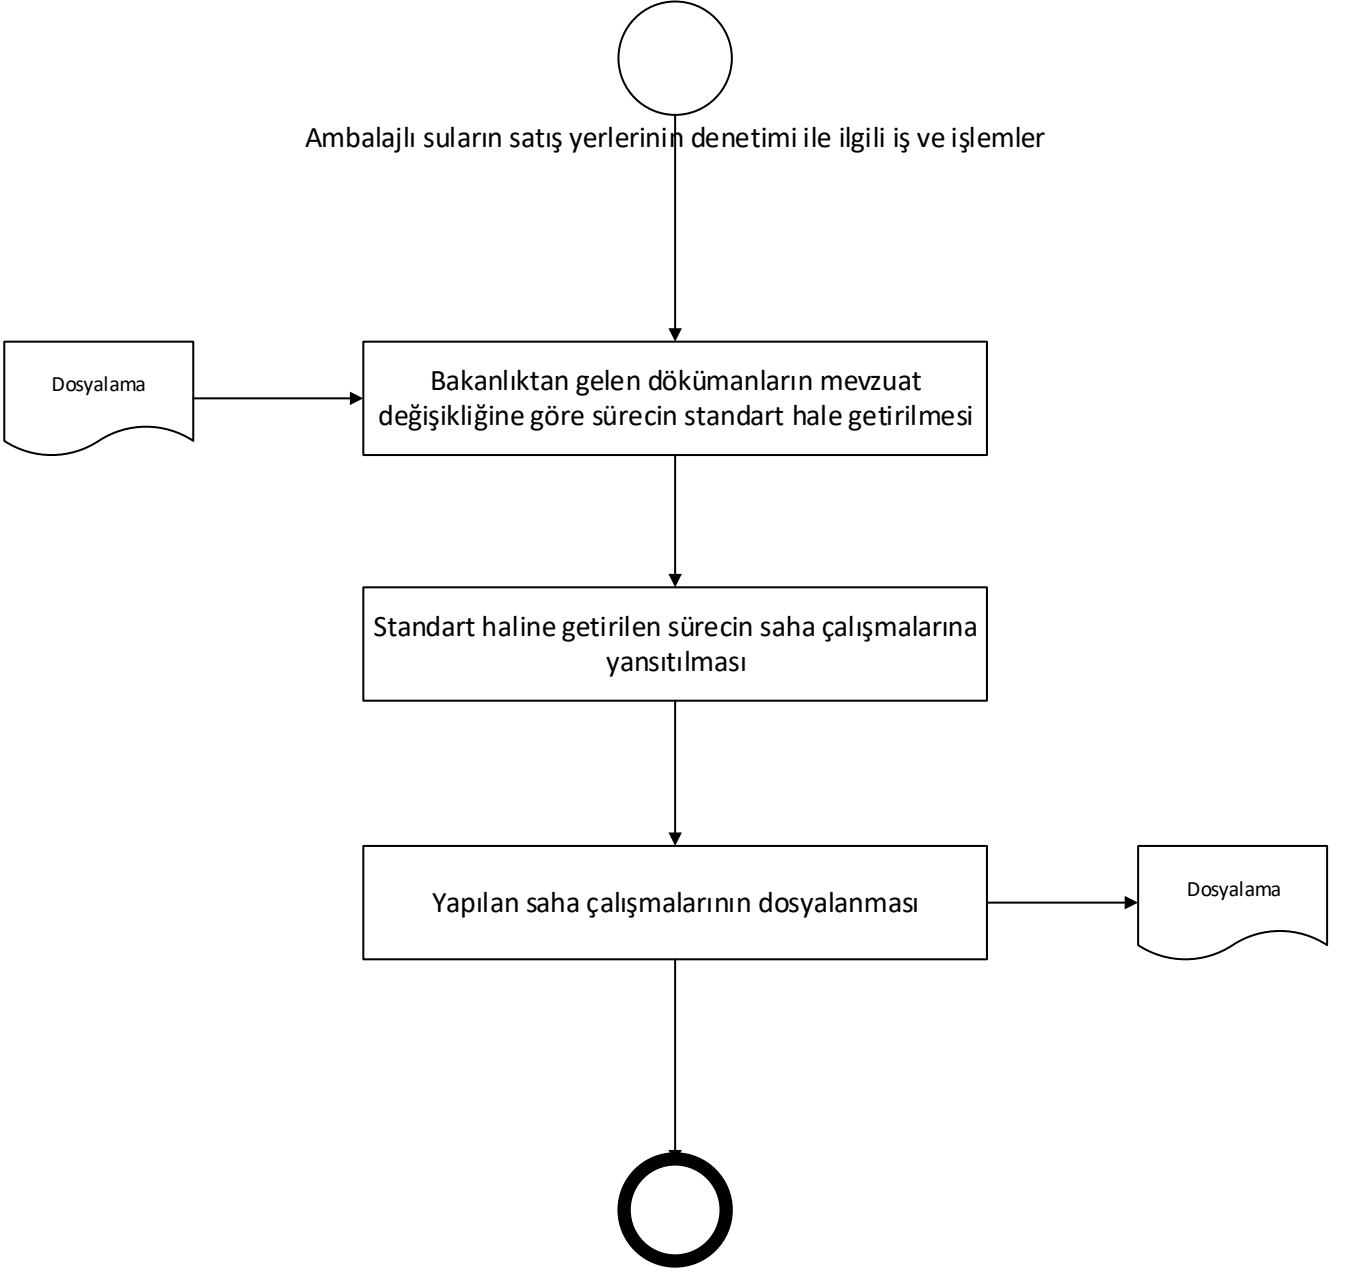 Ambalajlı suların satış yerlerinin denetimi ile ilgili iş ve işlemler
Dosyalama
Bakanlıktan gelen dökümanların mevzuat
değişikliğine göre sürecin standart hale getirilmesi
Standart haline getirilen sürecin saha çalışmalarına
yansıtılması
Yapılan saha çalışmalarının dosyalanması
Dosyalama